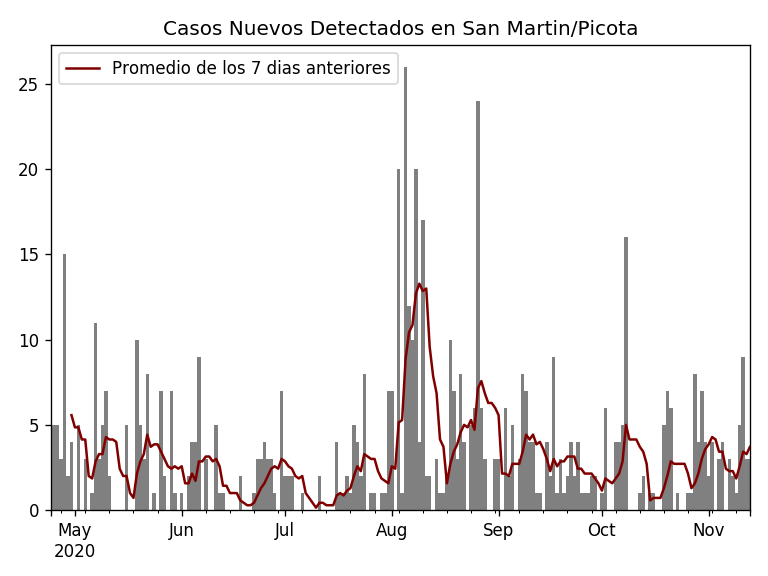 Casos Nuevos Detectados en San Martin/Picota
Promedio de los 7 dias anteriores
25
20
15
10
5
0
May Jun Jul Aug Sep Oct Nov
2020